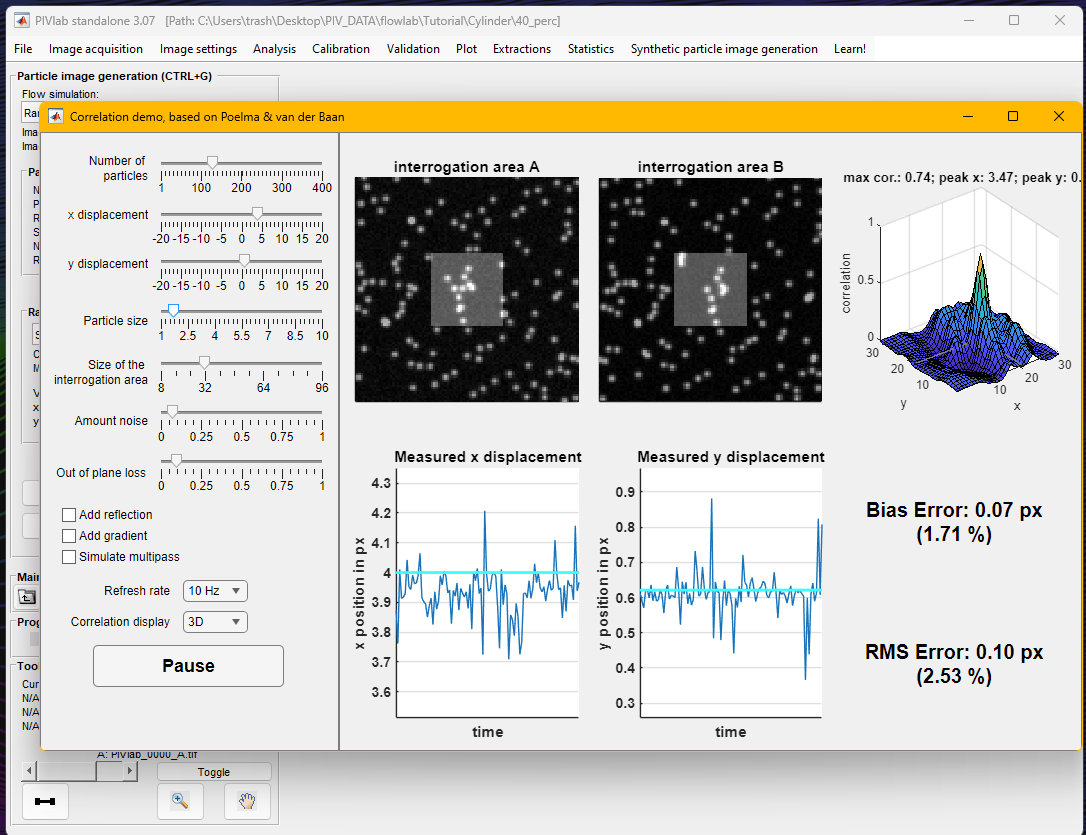 PIVlab standalone 3.07 [Path: C:\Users\trash\Desktop\PIV_DATA\flowlab\Tutorial\Cylinder\40_perc]
File Image acquisition Image settings Analysis Calibration Validation Plot Extractions Statistics Synthetic particle image generation Learn!
Particle image generation (CTRL+G)
Flow simulation:
Correlation demo, based on Poelma & van der Baan
Number of
particles
1 100 200 300 400
x displacement
-20 -15 -10 -5 0 5 10 15 20
y displacement
-20 -15 -10 -5 0 5 10 15 20
Particle size
1 2.5 4 5.5 7 8.5 10
Size of the
interrogation area
8 32 64 96
Amount noise
0 0.25 0.5 0.75 1
Out of plane loss
0 0.25 0.5 0.75 1
Add reflection
Add gradient
Simulate multipass
Refresh rate 10 Hz
Correlation display 3D
Pause
interrogation area A
interrogation area B
max cor.: 0.74; peak x: 3.47; peak y: 0.
correlation
1
0.5
0
30
20
10
y
10
20
30
x
Measured x displacement
x position in px
4.3
4.2
4.1
4
3.9
3.8
3.7
3.6
time
Measured y displacement
y position in px
0.9
0.8
0.7
0.6
0.5
0.4
0.3
time
Bias Error: 0.07 px
(1.71 %)
RMS Error: 0.10 px
(2.53 %)
N/A
N/A
N/A
A: PIVlab_0000_A.tif
Toggle